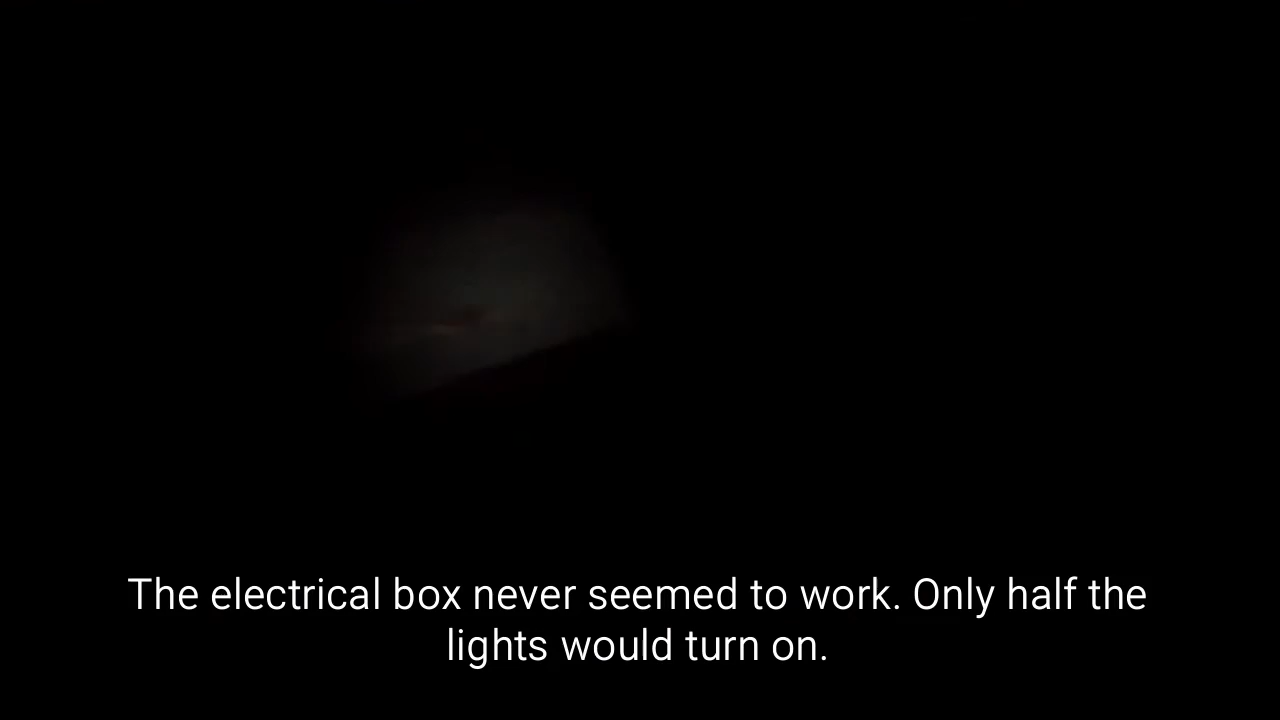 The electrical box never seemed to work. Only half the
lights would turn on.